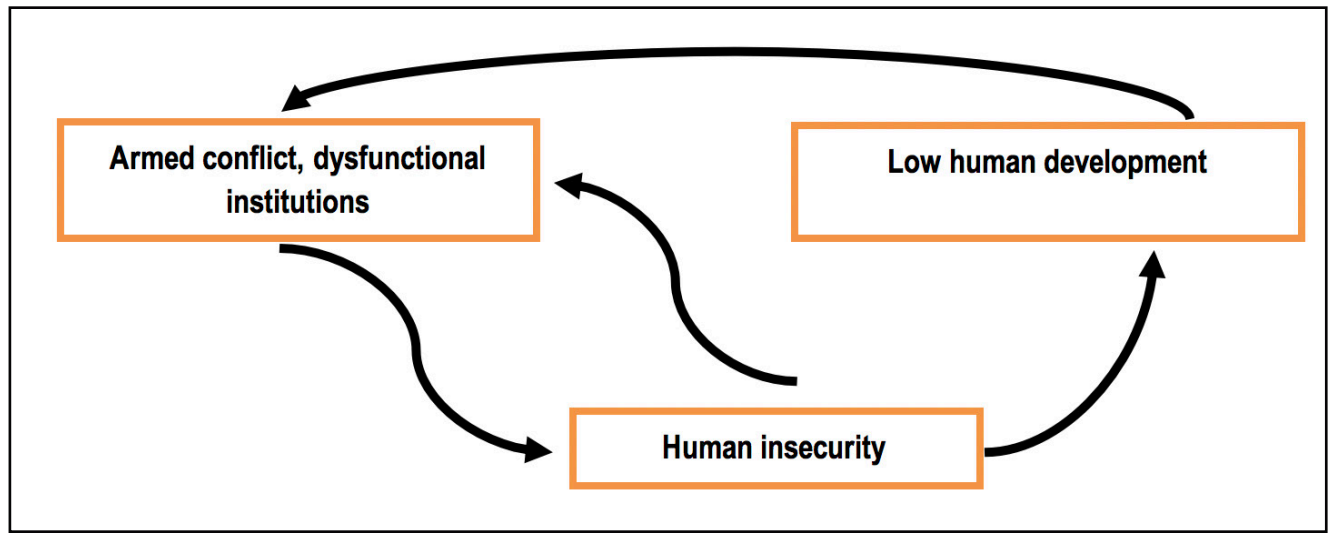 Armed conflict, dysfunctional
institutions
Low human development
Human insecurity